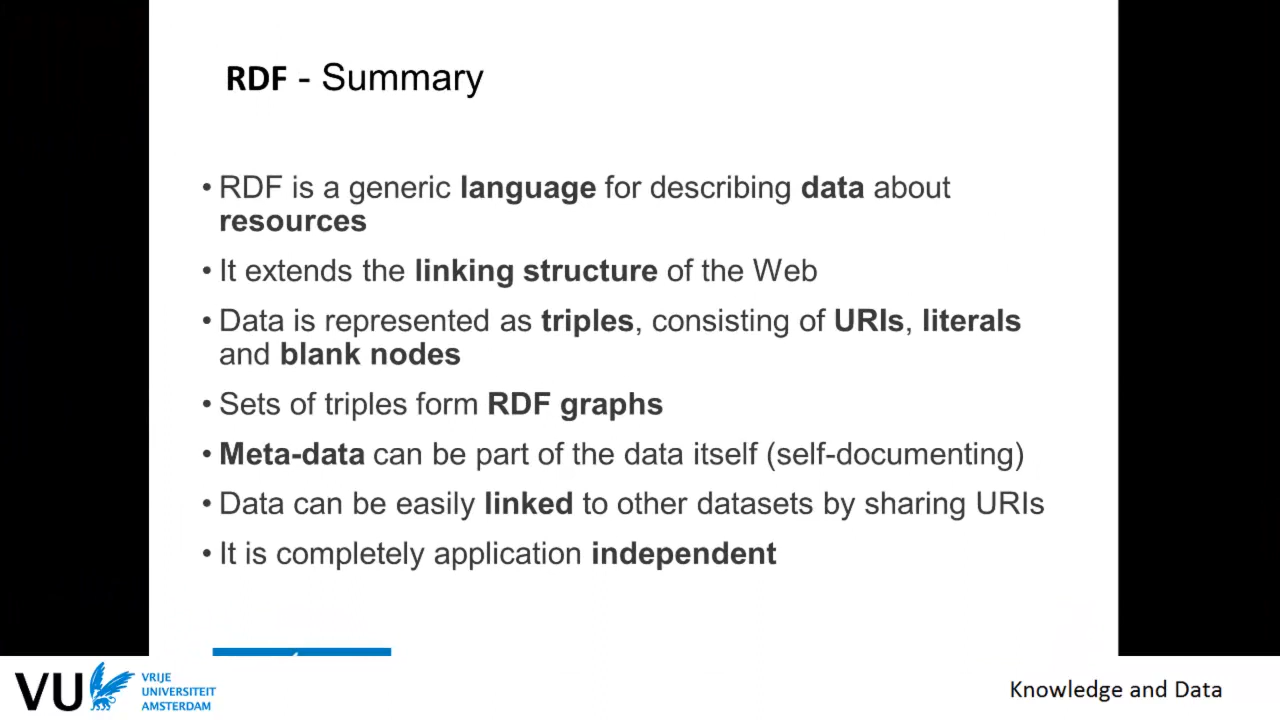 RDF - Summary
• RDF is a generic language for describing data about
resources
• It extends the linking structure of the Web
• Data is represented as triples, consisting of URIs, literals
and blank nodes
• Sets of triples form RDF graphs
• Meta-data can be part of the data itself (self-documenting)
• Data can be easily linked to other datasets by sharing URIs
• It is completely application independent
VU
VRIJE
UNIVERSITEIT
AMSTERDAM
Knowledge and Data